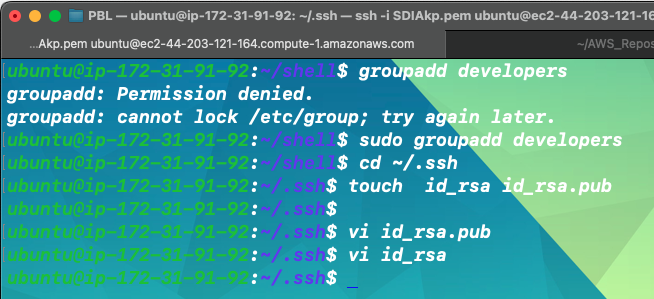 PBL — ubuntu@ip-172-31-91-92: ~/.ssh — ssh -i SDIAkp.pem ubuntu@ec2-44-203-121-16
...Akp.pem ubuntu@ec2-44-203-121-164.compute-1.amazonaws.com ~/AWS_Repos
ubuntu@ip-172-31-91-92:~/shell$ groupadd developers
groupadd: Permission denied.
groupadd: cannot lock /etc/group; try again later.
ubuntu@ip-172-31-91-92:~/shell$ sudo groupadd developers
ubuntu@ip-172-31-91-92:~/shell$ cd ~/.ssh
ubuntu@ip-172-31-91-92:~/.ssh$ touch  id_rsa id_rsa.pub
ubuntu@ip-172-31-91-92:~/.ssh$
ubuntu@ip-172-31-91-92:~/.ssh$ vi id_rsa.pub
ubuntu@ip-172-31-91-92:~/.ssh$ vi id_rsa
ubuntu@ip-172-31-91-92:~/.ssh$ _